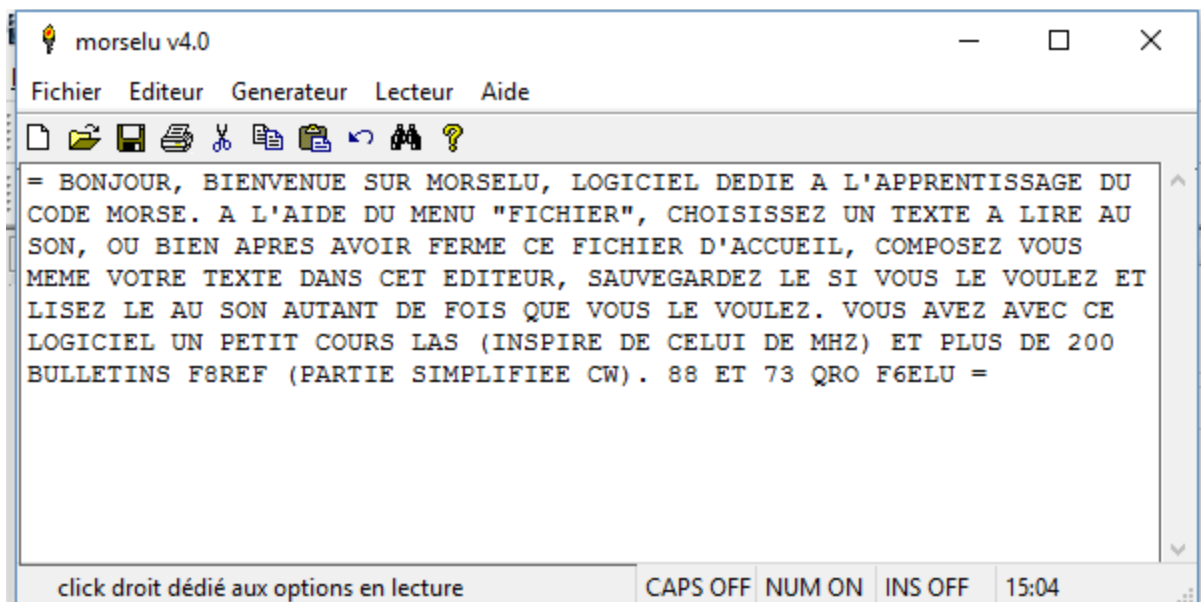 morselu v4.0
Fichier Editeur Generateur Lecteur Aide
= BONJOUR, BIENVENUE SUR MORSELU, LOGICIEL DEDIE A L'APPRENTISSAGE DU
CODE MORSE. A L'AIDE DU MENU "FICHIER", CHOISISSEZ UN TEXTE A LIRE AU
SON, OU BIEN APRES AVOIR FERME CE FICHIER D'ACCUEIL, COMPOSEZ VOUS
MEME VOTRE TEXTE DANS CET EDITEUR, SAUVEGARDEZ LE SI VOUS LE VOULEZ ET
LISEZ LE AU SON AUTANT DE FOIS QUE VOUS LE VOULEZ. VOUS AVEZ AVEC CE
LOGICIEL UN PETIT COURS LAS (INSPIRE DE CELUI DE MHZ) ET PLUS DE 200
BULLETINS F8REF (PARTIE SIMPLIFIEE CW). 88 ET 73 QRO F6ELU =
click droit dédié aux options en lecture CAPS OFF NUM ON INS OFF 15:04